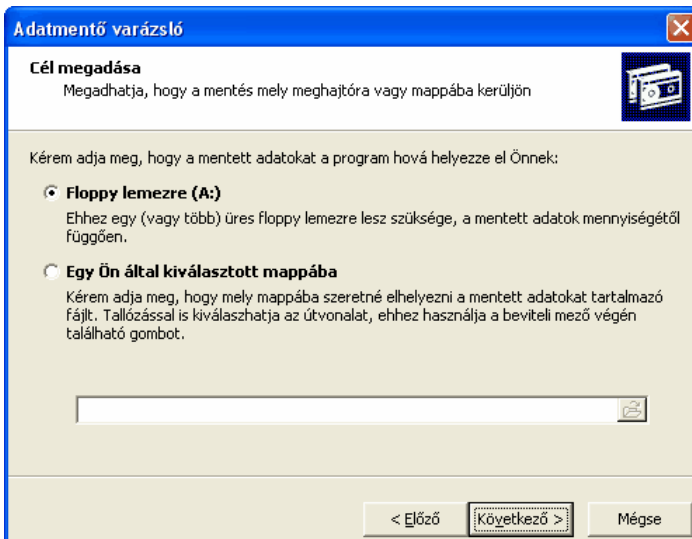 Adatmentő varázsló
Cél megadása
Megadhatja, hogy a mentés mely meghajtóra vagy mappába kerüljön
Kérem adja meg, hogy a mentett adatokat a program hová helyezze el Önnek:
Floppy lemezre (A:)
Ehhez egy (vagy több) üres floppy lemezre lesz szüksége, a mentett adatok mennyiségétől
függően.
Egy Ön által kiválasztott mappába
Kérem adja meg, hogy mely mappába szeretné elhelyezni a mentett adatokat tartalmazó
fájlt. Tallózással is kiválaszhatja az útvonalat, ehhez használja a beviteli mező végén
található gombot.
< Előző Következő > Mégse